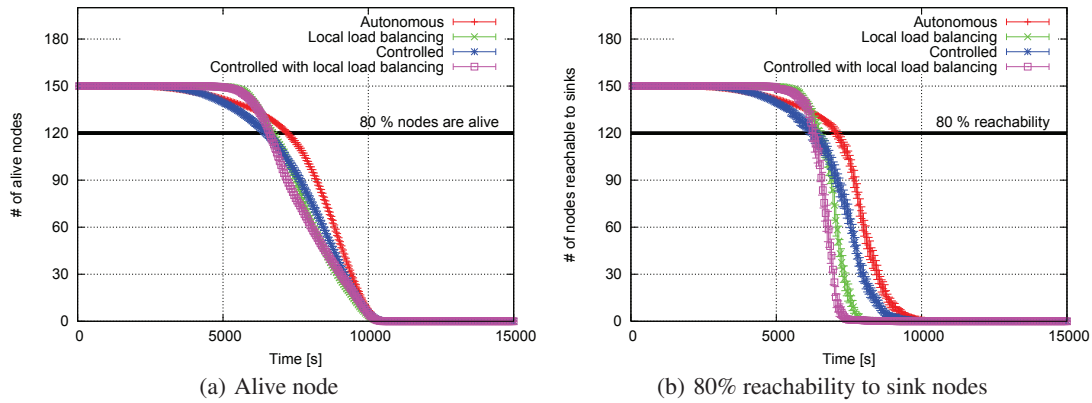 180
150
120
90
60
30
0
0
5000
10000
15000
# of alive nodes
Time [s]
Autonomous
Local load balancing
Controlled
Controlled with local load balancing
80 % nodes are alive
(a) Alive node
180
150
120
90
60
30
0
0
5000
10000
15000
# of nodes reachable to sinks
Time [s]
Autonomous
Local load balancing
Controlled
Controlled with local load balancing
80 % reachability
(b) 80% reachability to sink nodes